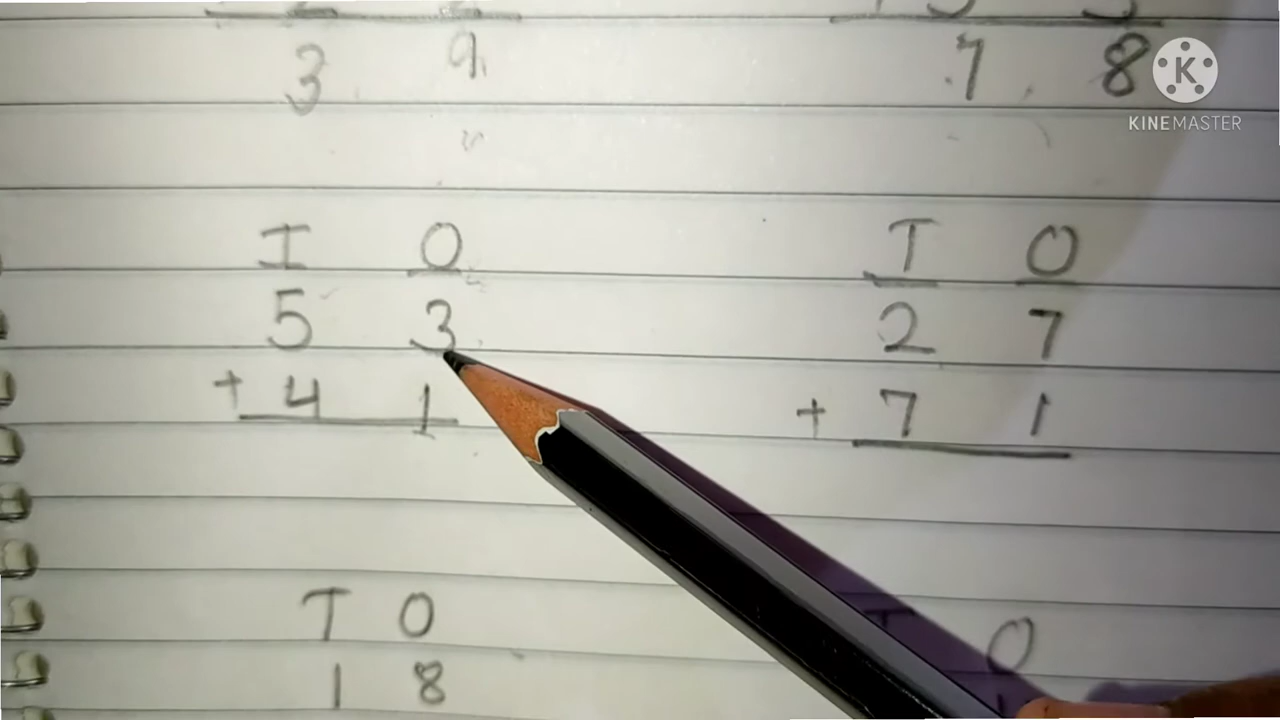 3 9
7 8
KINEMASTER
T O
5 3
+ 4 1
T O
2 7
+ 7 1
T O
1 8
O